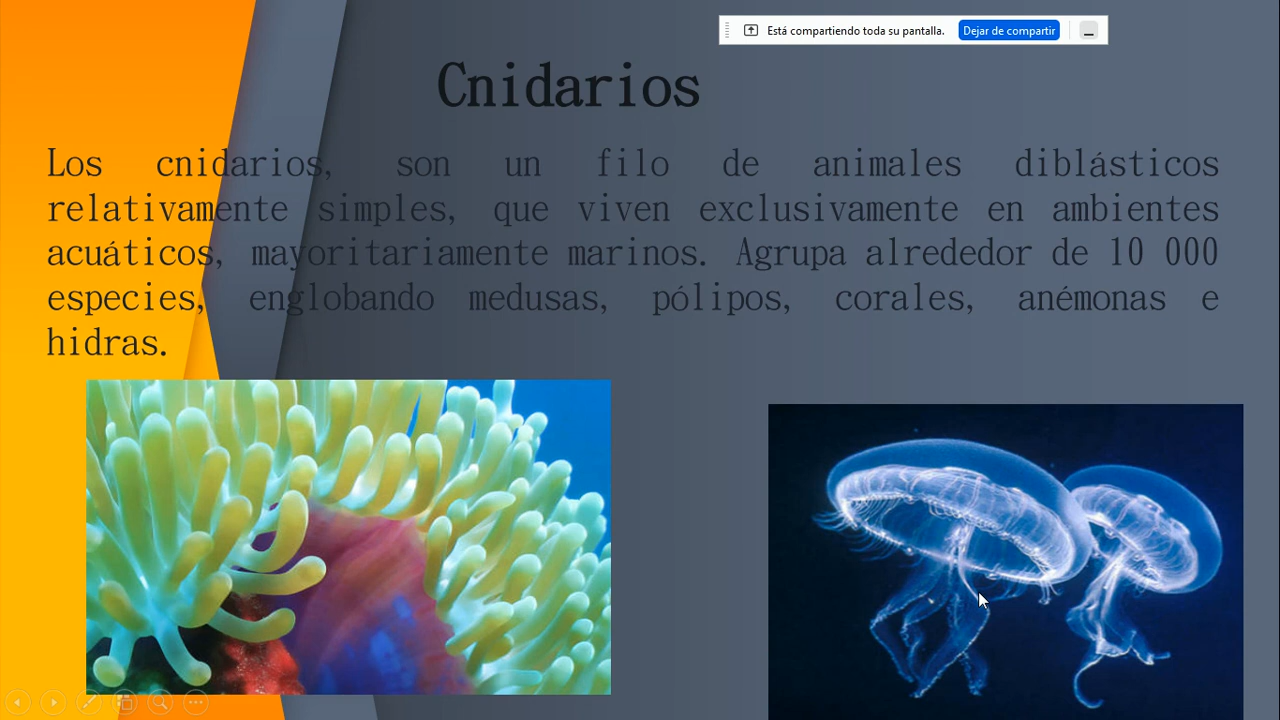 Está compartiendo toda su pantalla. Dejar de compartir
Cnidarios
Los cnidarios, son un filo de animales diblásticos
relativamente simples, que viven exclusivamente en ambientes
acuáticos, mayoritariamente marinos. Agrupa alrededor de 10 000
especies, englobando medusas, pólipos, corales, anémonas e
hidras.